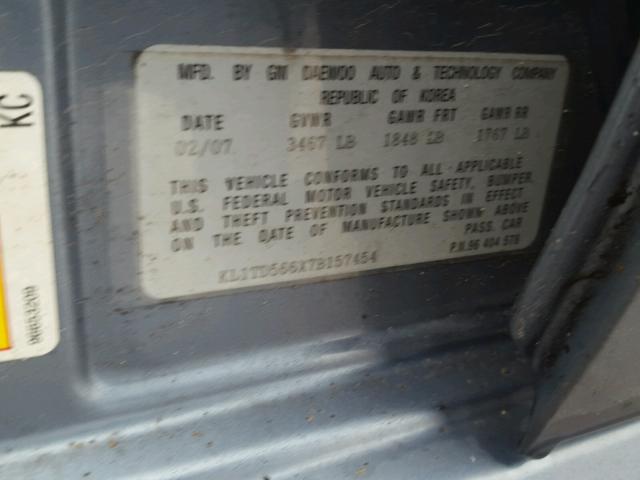 MFD. BY GM DAEWOO AUTO & TECHNOLOGY COMPANY
REPUBLIC OF KOREA
DATE GVWR GAWR FRT GAWR RR
02/07 3467 LB 1848 LB 1767 LB
THIS VEHICLE CONFORMS TO ALL APPLICABLE
U.S. FEDERAL MOTOR VEHICLE SAFETY, BUMPER,
AND THEFT PREVENTION STANDARDS IN EFFECT
ON THE DATE OF MANUFACTURE SHOWN ABOVE
PASS. CAR
KL1TD566X7B157454
P.N.96 404 578
KC